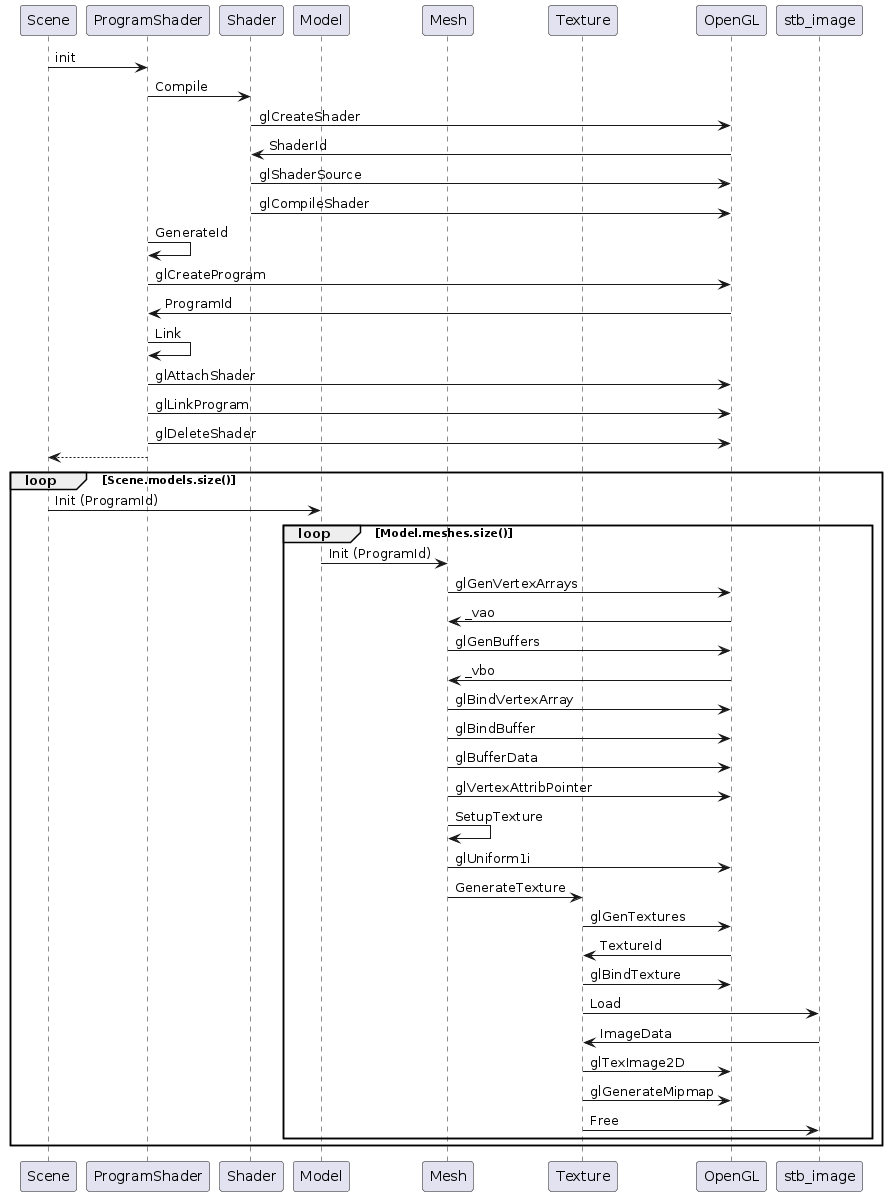 Scene ProgramShader Shader Model Mesh Texture OpenGL stb_image
init
Compile
glCreateShader
ShaderId
glShaderSource
glCompileShader
GenerateId
glCreateProgram
ProgramId
Link
glAttachShader
glLinkProgram
glDeleteShader
loop [Scene.models.size()]
Init (ProgramId)
loop [Model.meshes.size()]
Init (ProgramId)
glGenVertexArrays
_vao
glGenBuffers
_vbo
glBindVertexArray
glBindBuffer
glBufferData
glVertexAttribPointer
SetupTexture
glUniform1i
GenerateTexture
glGenTextures
TextureId
glBindTexture
Load
ImageData
glTexImage2D
glGenerateMipmap
Free
Scene ProgramShader Shader Model Mesh Texture OpenGL stb_image